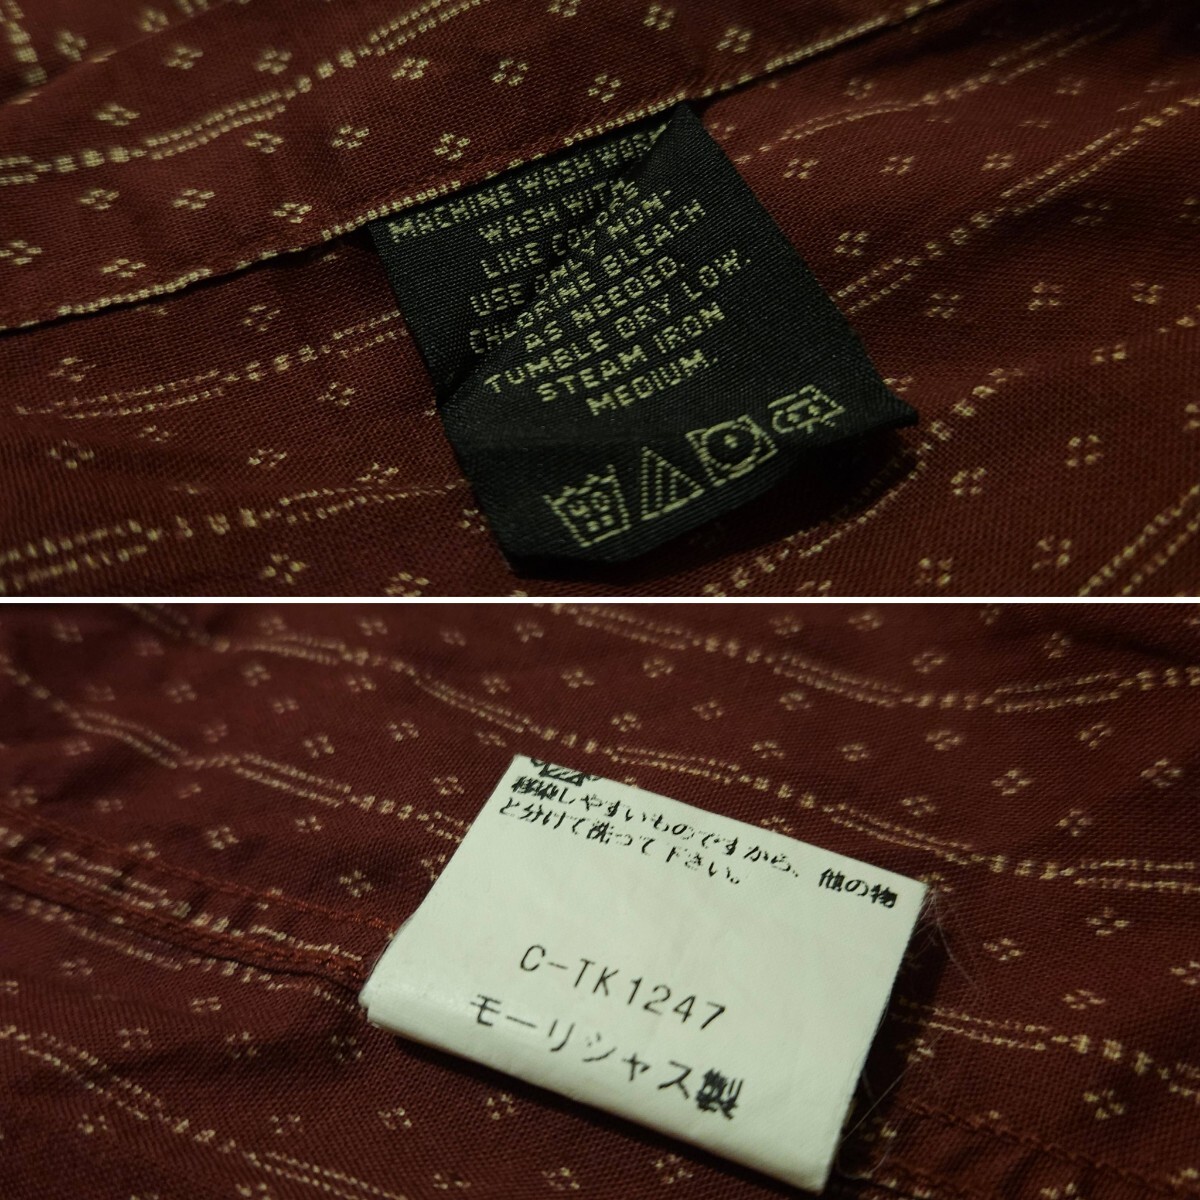 MACHINE WASH
WASH WITH
LIKE
USE ONLY NON-
CHLORINE BLEACH
AS NEEDED.
TUMBLE DRY LOW.
STEAM IRON
MEDIUM.
40
移染しやすいものですから、他の物
と分けて洗って下さい。
C-TK1247
モーリシャス製